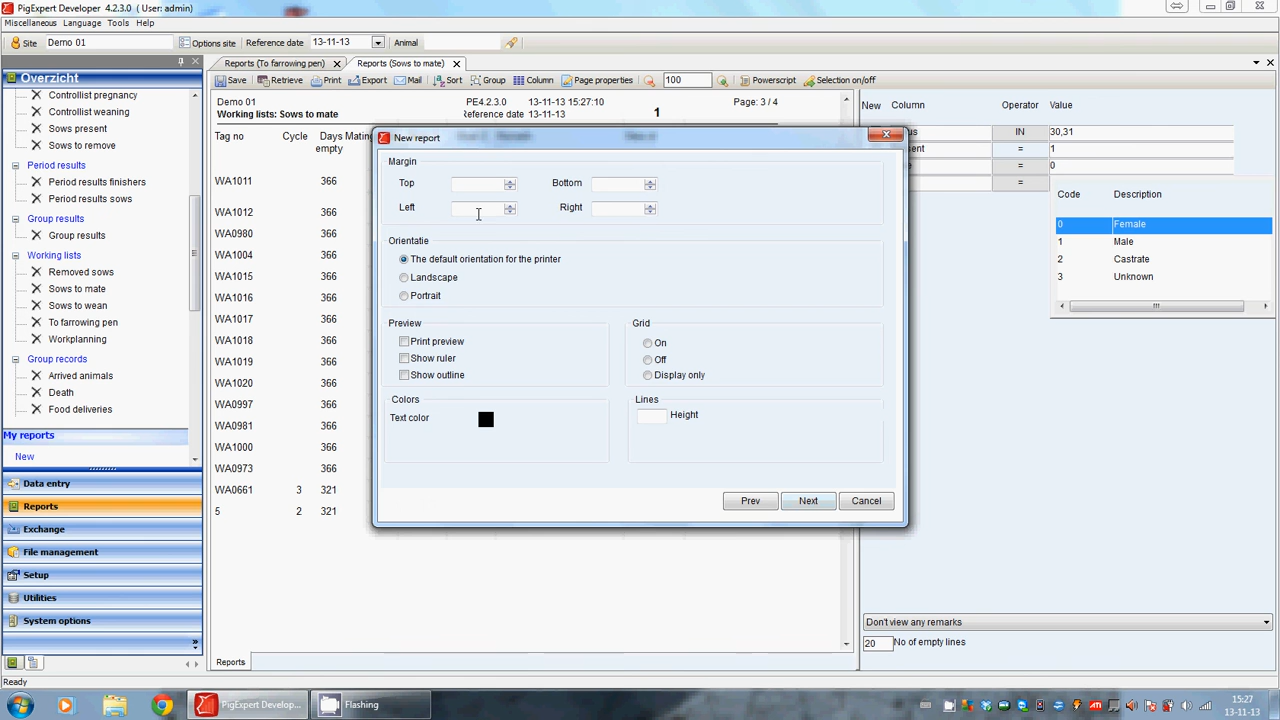 PigExpert Developer 4.2.3.0 (User: admin)
Miscellaneous Language Tools Help
Site Demo 01 Options site Reference date 13-11-13 Animal
Overzicht
Controllist pregnancy
Controllist weaning
Sows present
Sows to remove
Period results
Period results finishers
Period results sows
Group results
Group results
Working lists
Removed sows
Sows to mate
Sows to wean
To farrowing pen
Workplanning
Group records
Arrived animals
Death
Food deliveries
My reports
New
Data entry
Reports
Exchange
File management
Setup
Utilities
System options
Reports (To farrowing pen) Reports (Sows to mate)
Save Retrieve Print Export Mail Sort Group Column Page properties 100 Powerscript Selection on/off
Demo 01 PE4.2.3.0 13-11-13 15:27:10 Page: 3 / 4
Working lists: Sows to mate Reference date 13-11-13 1
Tag no Cycle Days Mating
empty
WA1011 366
WA1012 366
WA0980 366
WA1004 366
WA1015 366
WA1016 366
WA1017 366
WA1018 366
WA1019 366
WA1020 366
WA0997 366
WA0981 366
WA1000 366
WA0973 366
WA0661 3 321
5 2 321
Reports
New report
Margin
Top Bottom
Left Right
Orientatie
The default orientation for the printer
Landscape
Portrait
Preview
Print preview
Show ruler
Show outline
Grid
On
Off
Display only
Colors
Text color
Lines
Height
Prev Next Cancel
New Column Operator Value
us IN 30,31
ent = 1
e = 0
=
Code Description
0 Female
1 Male
2 Castrate
3 Unknown
Don't view any remarks
20 No of empty lines
Ready
PigExpert Develop... Flashing
15:27
13-11-13